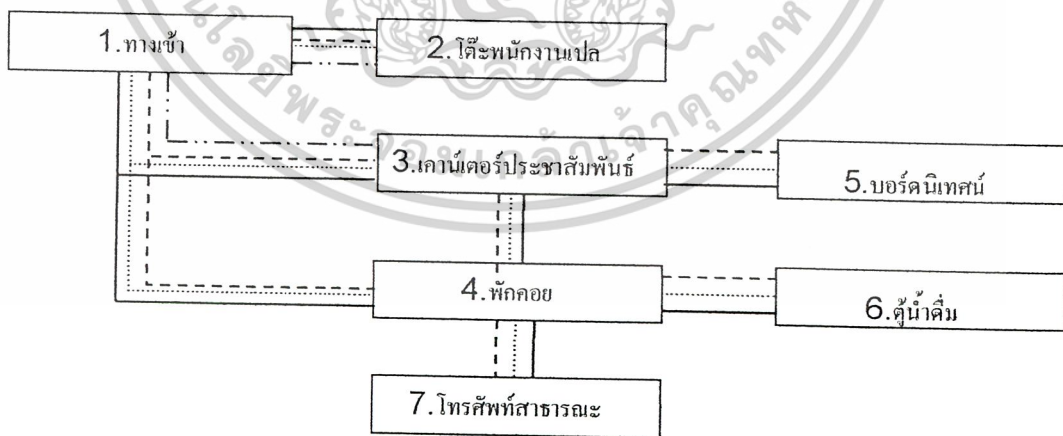 1.ทางเข้า
2.โต๊ะพนักงานเปล
3.เคาน์เตอร์ประชาสัมพันธ์
5.บอร์ดนิเทศน์
4.พักคอย
6.ตู้น้ำดื่ม
7.โทรศัพท์สาธารณะ